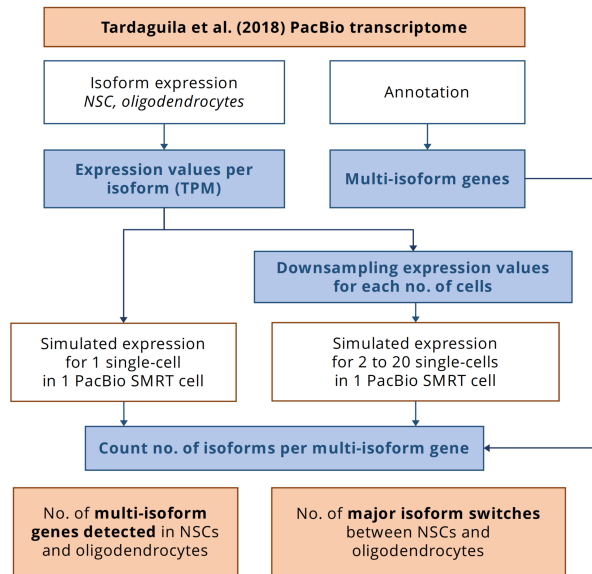 Tardaguila et al. (2018) PacBio transcriptome
Isoform expression
NSC, oligodendrocytes
Annotation
Expression values per
isoform (TPM)
Multi-isoform genes
Downsampling expression values
for each no. of cells
Simulated expression
for 1 single-cell
in 1 PacBio SMRT cell
Simulated expression
for 2 to 20 single-cells
in 1 PacBio SMRT cell
Count no. of isoforms per multi-isoform gene
No. of multi-isoform
genes detected in NSCs
and oligodendrocytes
No. of major isoform switches
between NSCs and
oligodendrocytes